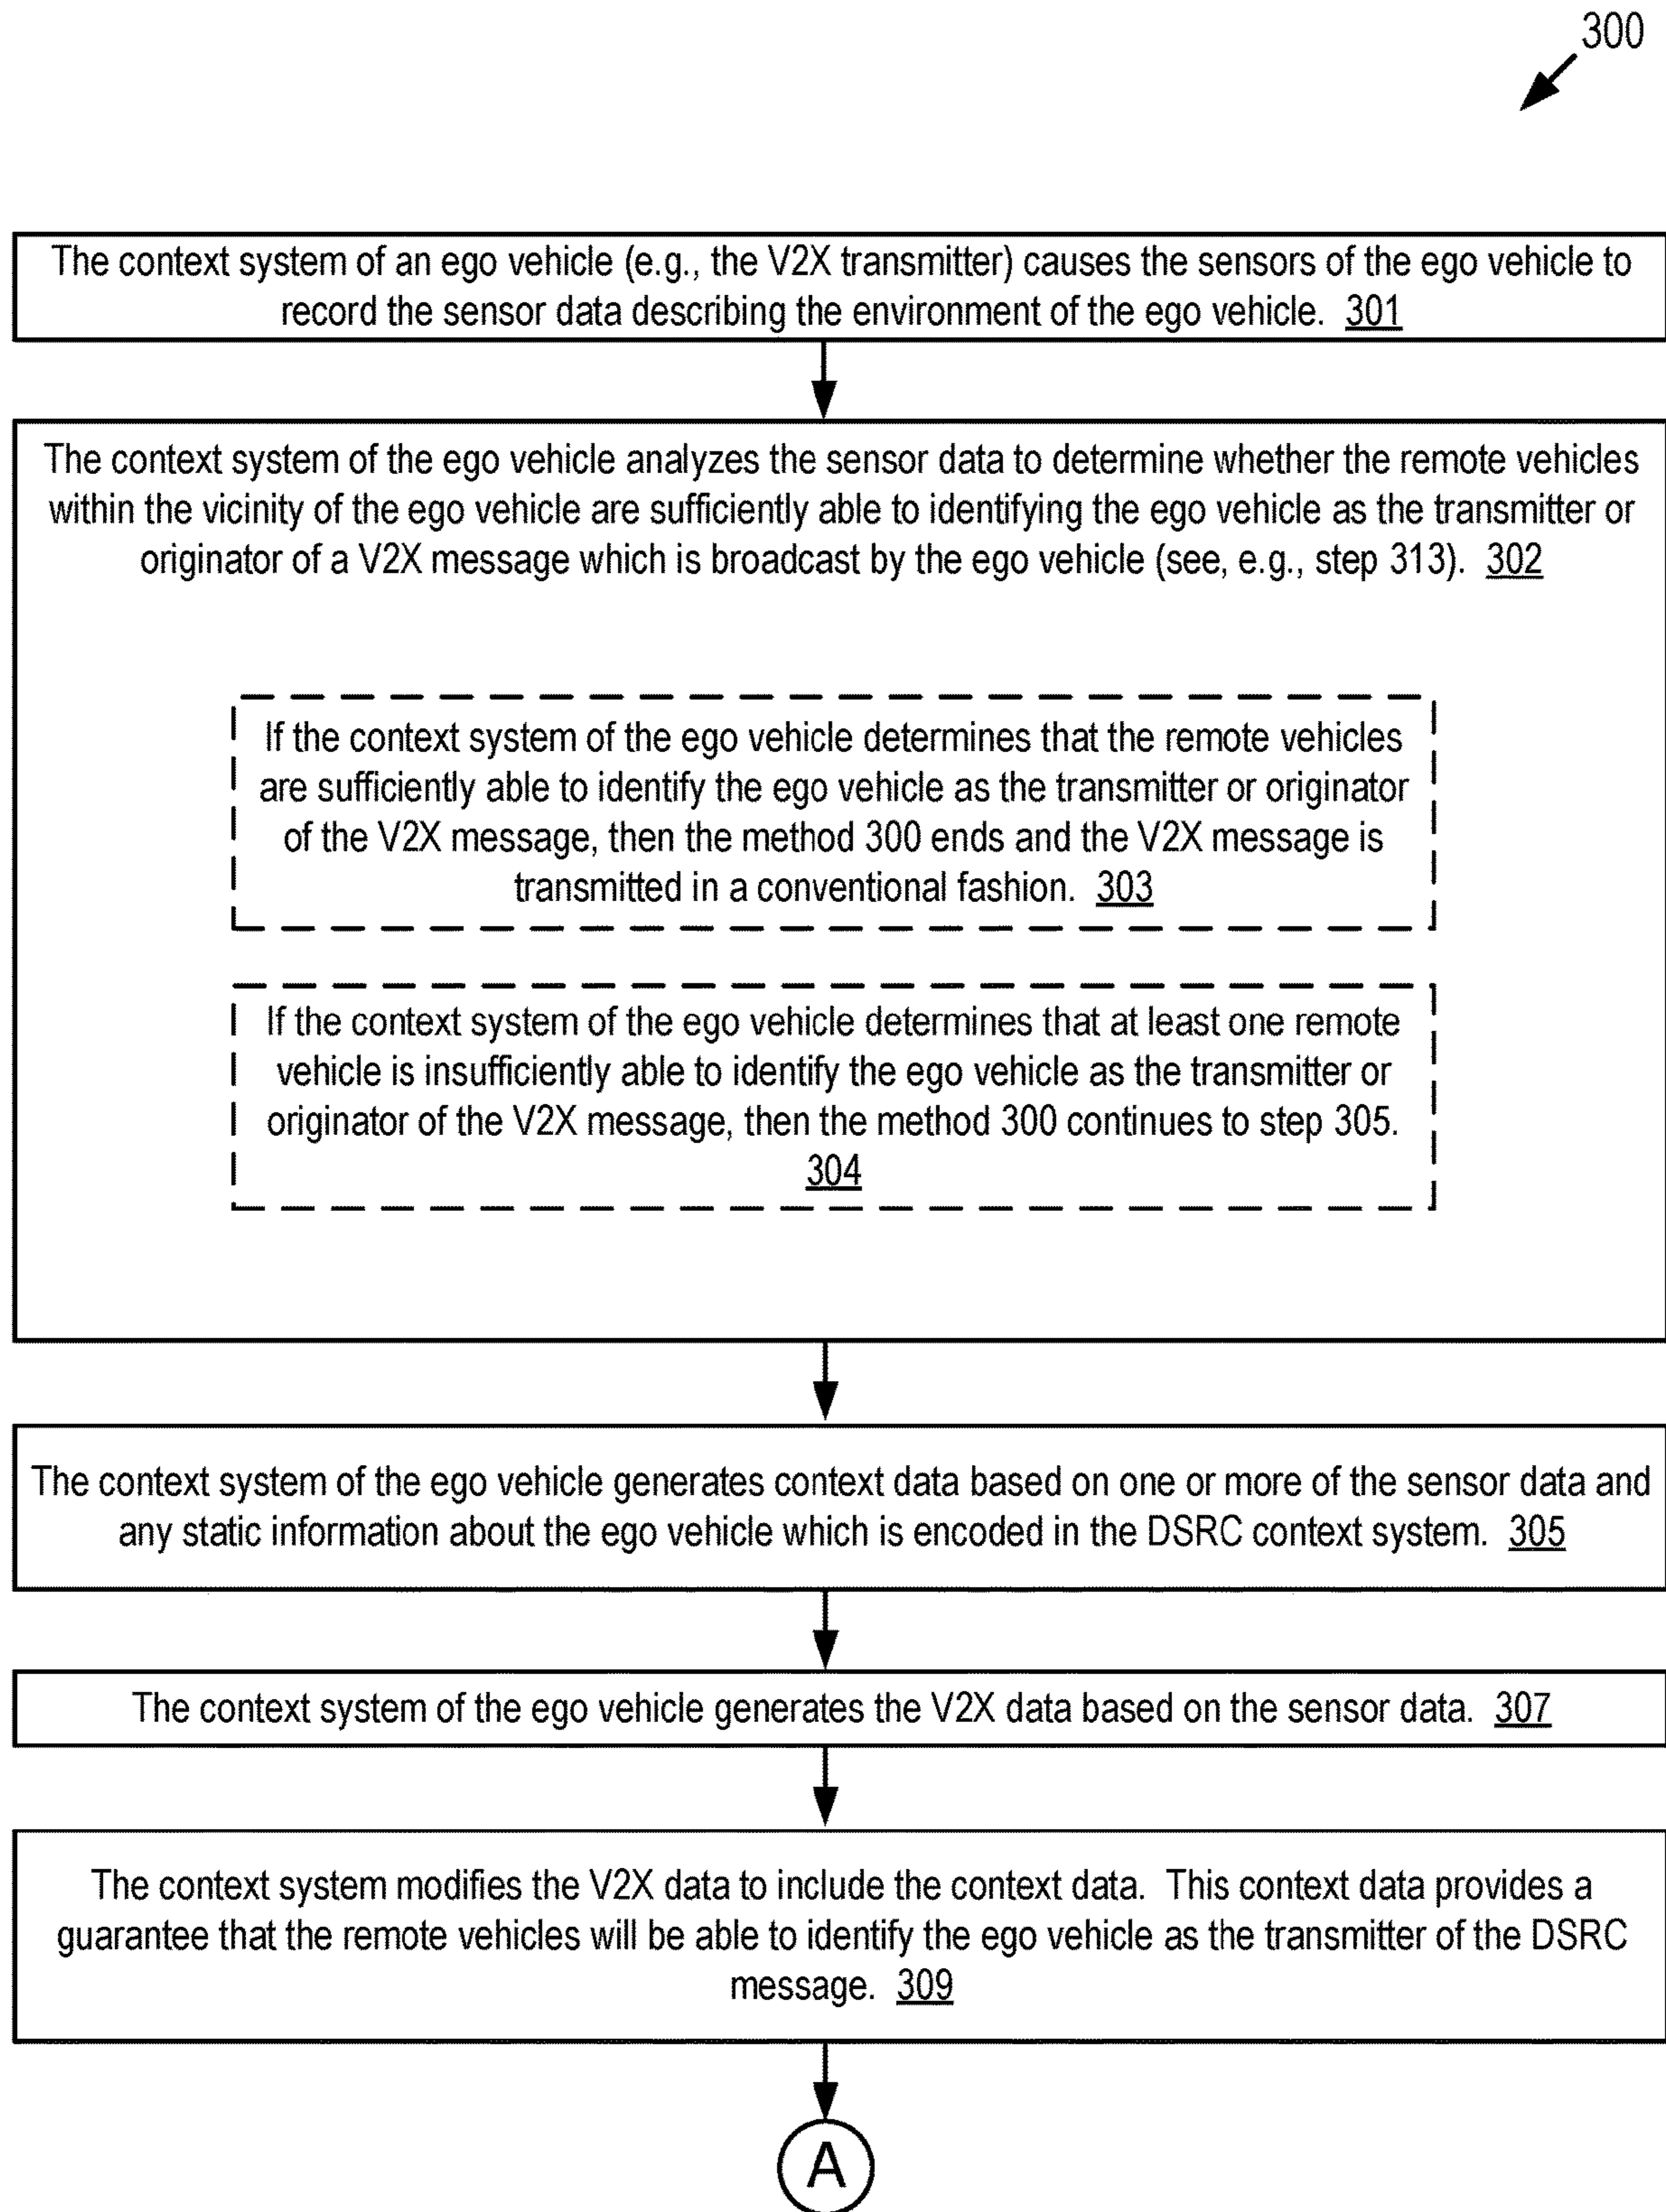 300
The context system of an ego vehicle (e.g., the V2X transmitter) causes the sensors of the ego vehicle to
record the sensor data describing the environment of the ego vehicle. 301
The context system of the ego vehicle analyzes the sensor data to determine whether the remote vehicles
within the vicinity of the ego vehicle are sufficiently able to identifying the ego vehicle as the transmitter or
originator of a V2X message which is broadcast by the ego vehicle (see, e.g., step 313). 302
If the context system of the ego vehicle determines that the remote vehicles
are sufficiently able to identify the ego vehicle as the transmitter or originator
of the V2X message, then the method 300 ends and the V2X message is
transmitted in a conventional fashion. 303
If the context system of the ego vehicle determines that at least one remote
vehicle is insufficiently able to identify the ego vehicle as the transmitter or
originator of the V2X message, then the method 300 continues to step 305.
304
The context system of the ego vehicle generates context data based on one or more of the sensor data and
any static information about the ego vehicle which is encoded in the DSRC context system. 305
The context system of the ego vehicle generates the V2X data based on the sensor data. 307
The context system modifies the V2X data to include the context data. This context data provides a
guarantee that the remote vehicles will be able to identify the ego vehicle as the transmitter of the DSRC
message. 309
A